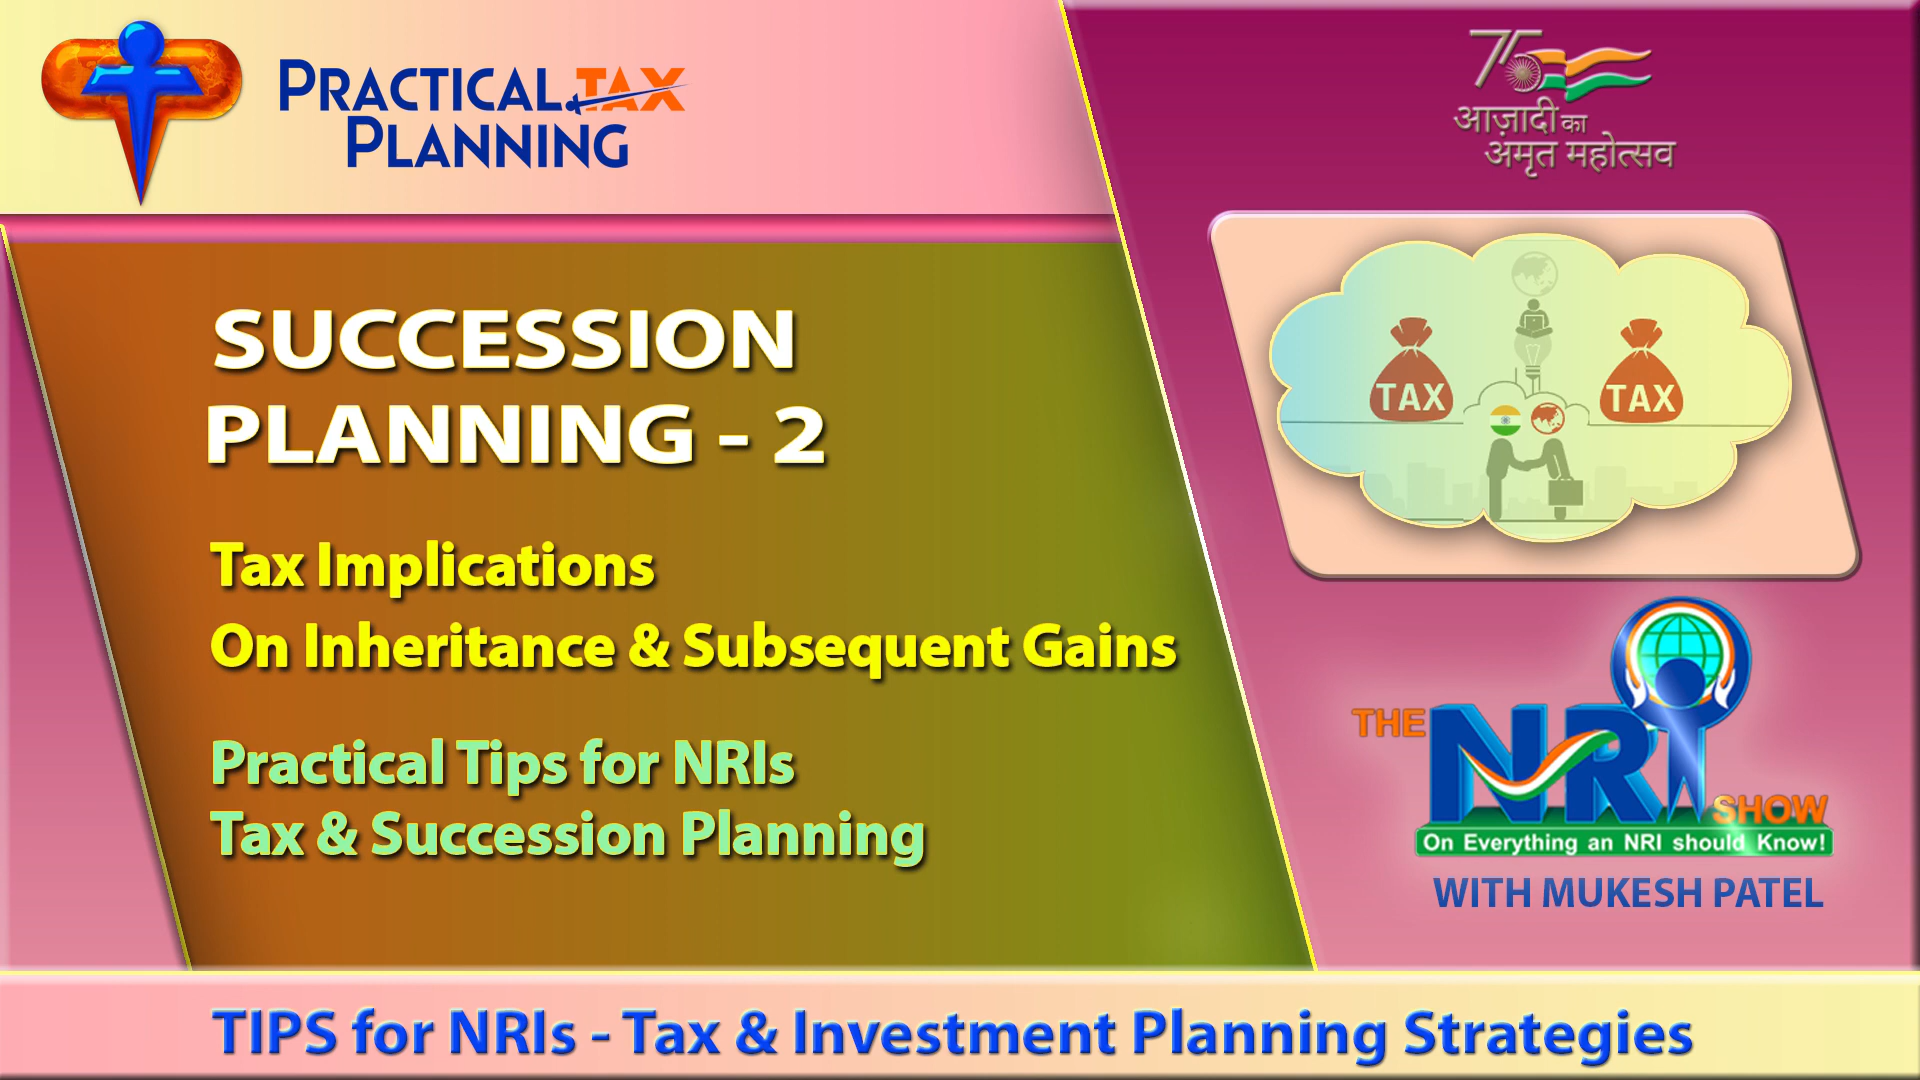 PRACTICAL TAX
PLANNING
75
आज़ादी का
अमृत महोत्सव
SUCCESSION
PLANNING - 2
Tax Implications
On Inheritance & Subsequent Gains
Practical Tips for NRIs
Tax & Succession Planning
TAX
TAX
THE NRI SHOW
On Everything an NRI should Know!
WITH MUKESH PATEL
TIPS for NRIs - Tax & Investment Planning Strategies